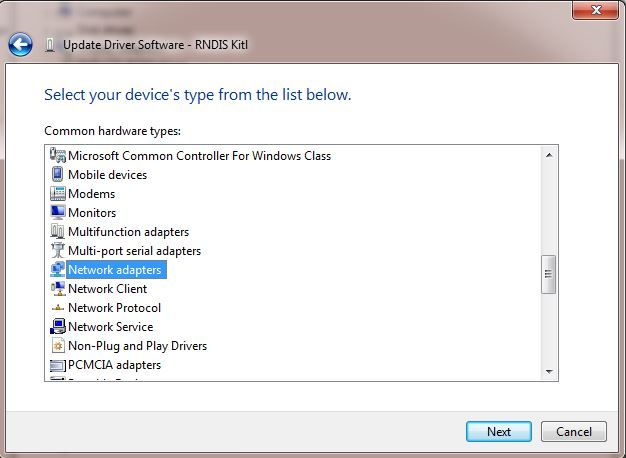 Update Driver Software - RNDIS Kitl
Select your device's type from the list below.
Common hardware types:
Microsoft Common Controller For Windows Class
Mobile devices
Modems
Monitors
Multifunction adapters
Multi-port serial adapters
Network adapters
Network Client
Network Protocol
Network Service
Non-Plug and Play Drivers
PCMCIA adapters
Next
Cancel